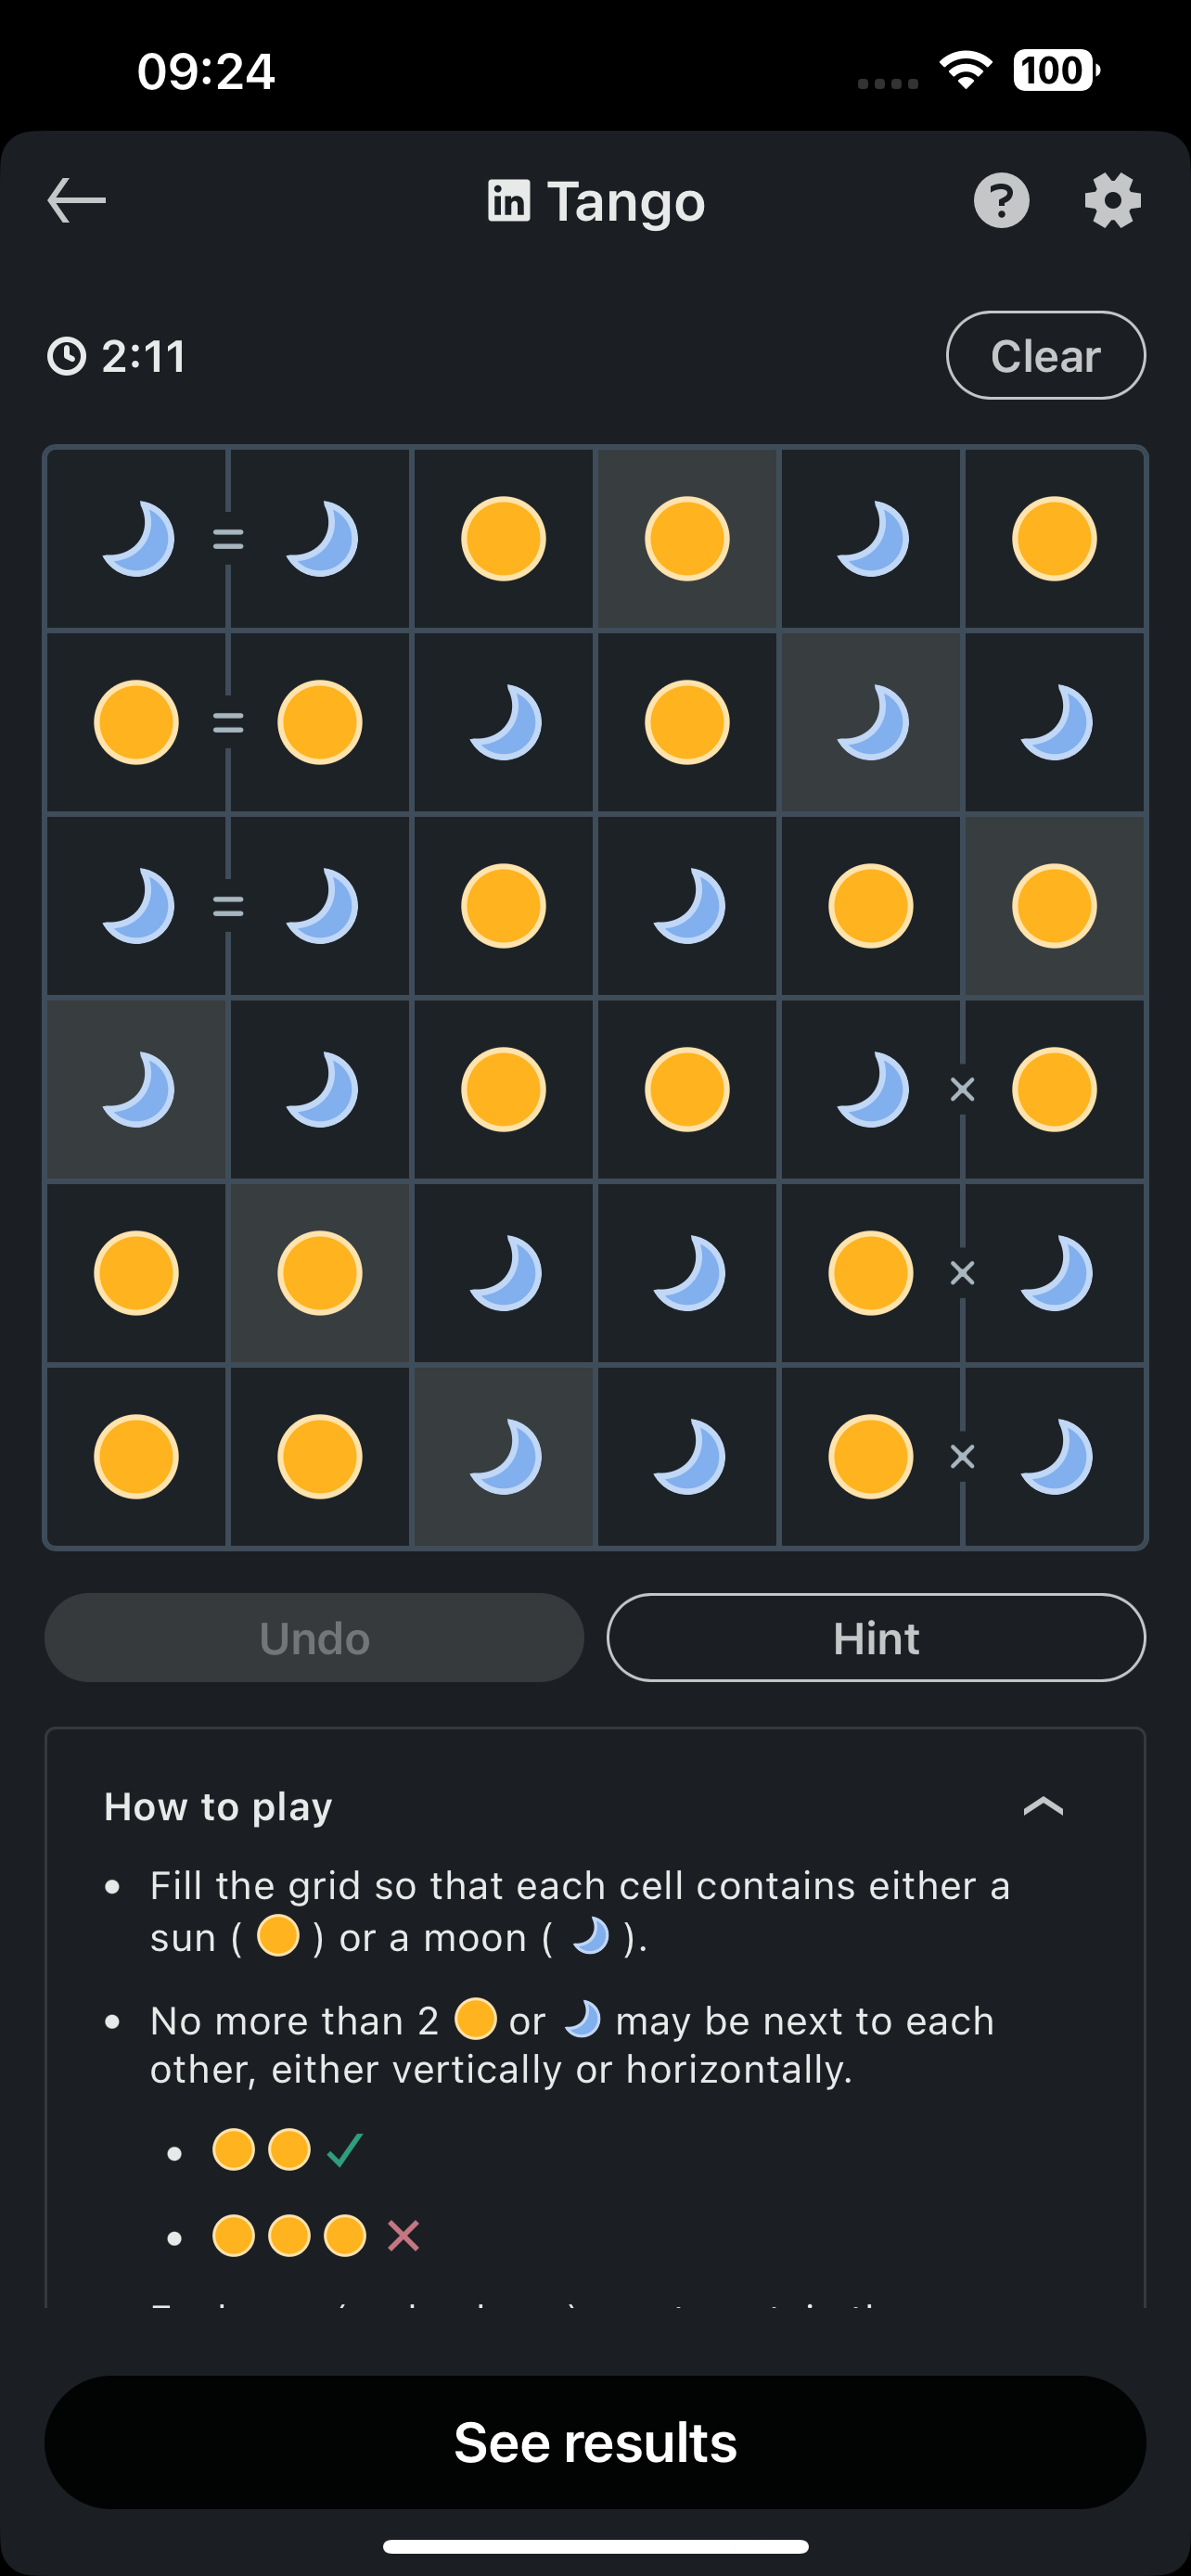 09:24
100
in Tango
?
2:11
Clear
=
=
=
×
×
×
Undo
Hint
How to play
Fill the grid so that each cell contains either a
sun ( ) or a moon ( ).
No more than 2 or may be next to each
other, either vertically or horizontally.
See results